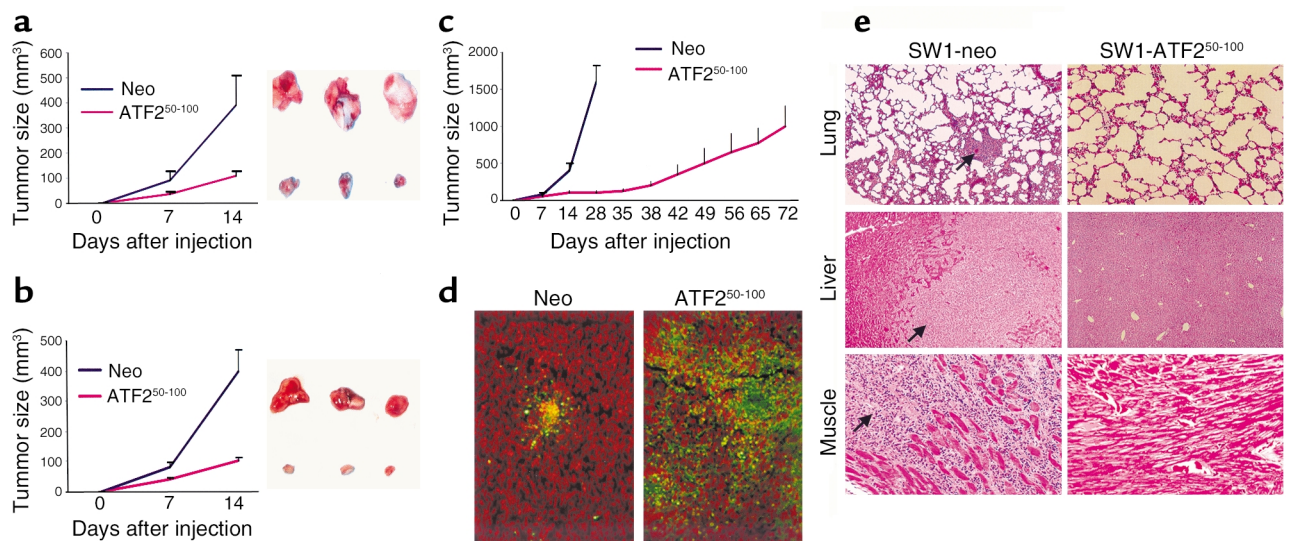 a
Tummor size (mm³)
600
500
400
300
200
100
0
Neo
ATF2⁵⁰⁻¹⁰⁰
0 7 14
Days after injection
b
Tummor size (mm³)
500
400
300
200
100
0
Neo
ATF2⁵⁰⁻¹⁰⁰
0 7 14
Days after injection
c
Tummor size (mm³)
2000
1500
1000
500
0
Neo
ATF2⁵⁰⁻¹⁰⁰
0 7 14 28 35 38 42 49 56 65 72
Days after injection
d
Neo ATF2⁵⁰⁻¹⁰⁰
e
SW1-neo SW1-ATF2⁵⁰⁻¹⁰⁰
Lung
Liver
Muscle